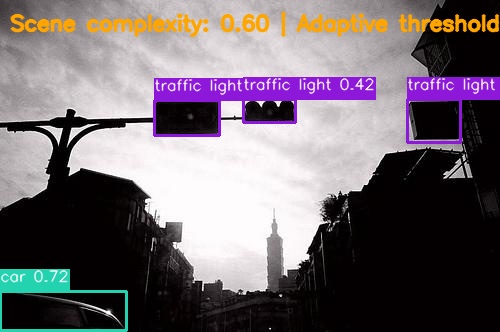 Scene complexity: 0.60 | Adaptive threshold
traffic light
traffic light 0.42
traffic light
car 0.72